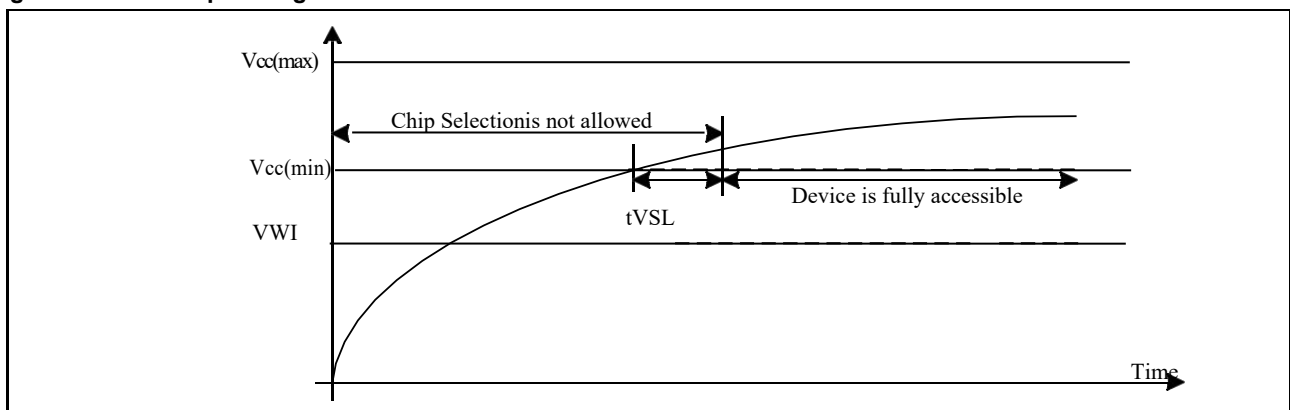 Vcc(max)
Chip Selectionis not allowed
Vcc(min)
Device is fully accessible
tVSL
VWI
Time